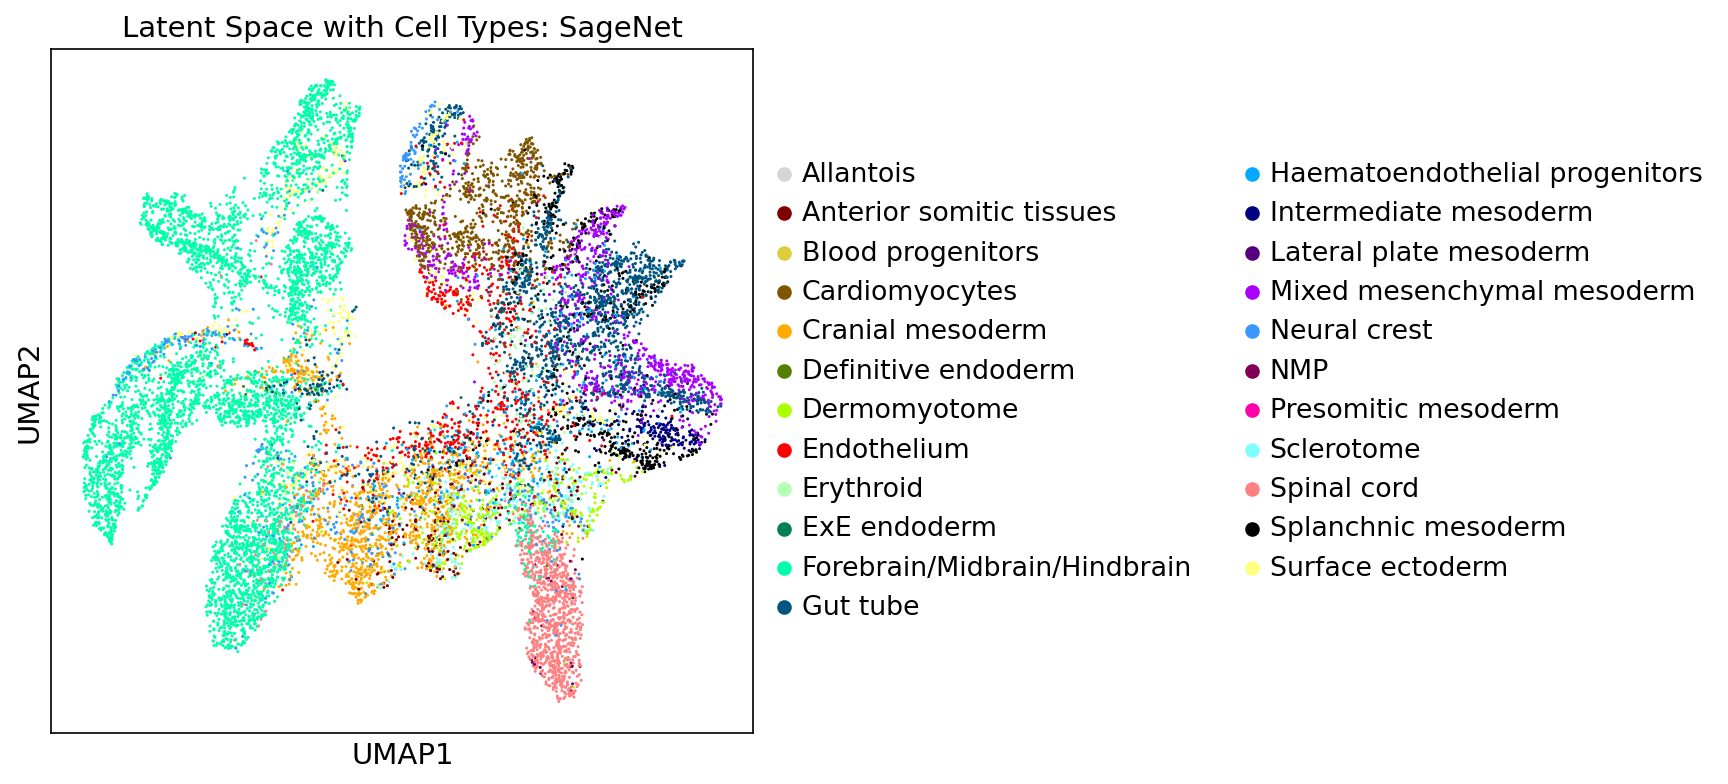 Latent Space with Cell Types: SageNet
UMAP2
UMAP1
Allantois
Anterior somitic tissues
Blood progenitors
Cardiomyocytes
Cranial mesoderm
Definitive endoderm
Dermomyotome
Endothelium
Erythroid
ExE endoderm
Forebrain/Midbrain/Hindbrain
Gut tube
Haematoendothelial progenitors
Intermediate mesoderm
Lateral plate mesoderm
Mixed mesenchymal mesoderm
Neural crest
NMP
Presomitic mesoderm
Sclerotome
Spinal cord
Splanchnic mesoderm
Surface ectoderm